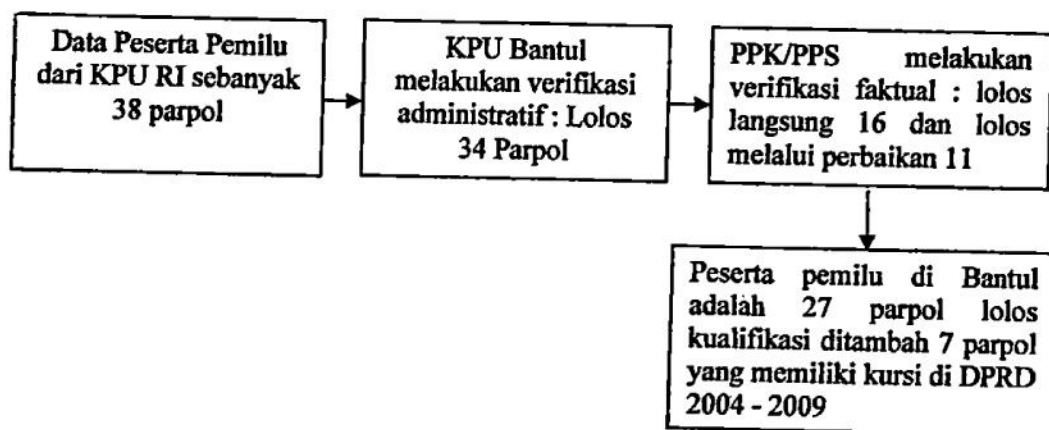 Data Peserta Pemilu
dari KPU RI sebanyak
38 parpol
KPU Bantul
melakukan verifikasi
administratif : Lolos
34 Parpol
PPK/PPS melakukan
verifikasi faktual : lolos
langsung 16 dan lolos
melalui perbaikan 11
Peserta pemilu di Bantul
adalah 27 parpol lolos
kualifikasi ditambah 7 parpol
yang memiliki kursi di DPRD
2004 - 2009